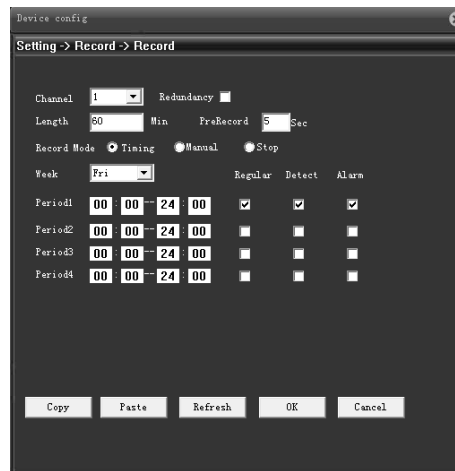 Device config
Setting -> Record -> Record
Channel 1 Redundancy
Length 60 Min PreRecord 5 Sec
Record Mode Timing Manual Stop
Week Fri Regular Detect Alarm
Period1 00 : 00 -- 24 : 00
Period2 00 : 00 -- 24 : 00
Period3 00 : 00 -- 24 : 00
Period4 00 : 00 -- 24 : 00
Copy Paste Refresh OK Cancel